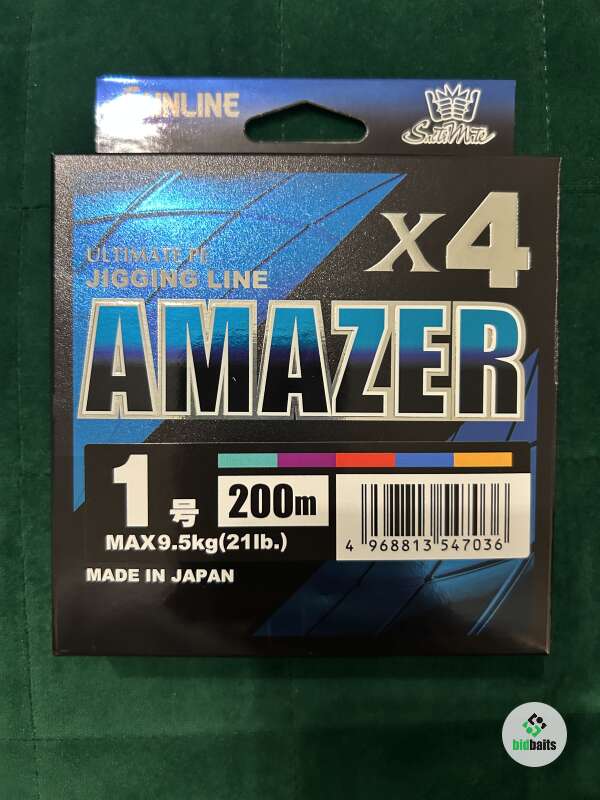 SUNLINE
SaltiMate
X4
ULTIMATE PE
JIGGING LINE
AMAZER
1号
200m
MAX9.5kg(21lb.)
4 968813 547036
MADE IN JAPAN
bidbaits